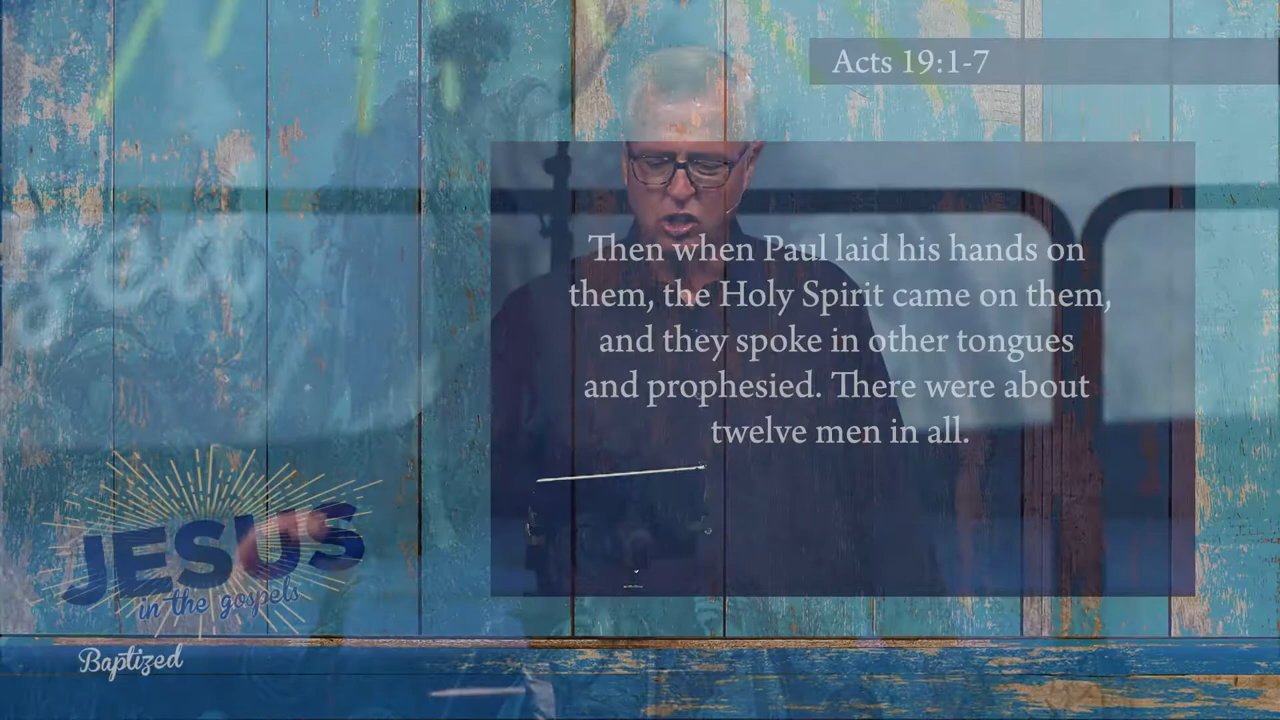 Acts 19:1-7
Then when Paul laid his hands on
them, the Holy Spirit came on them,
and they spoke in other tongues
and prophesied. There were about
twelve men in all.
JESUS
in the gospels
Baptized